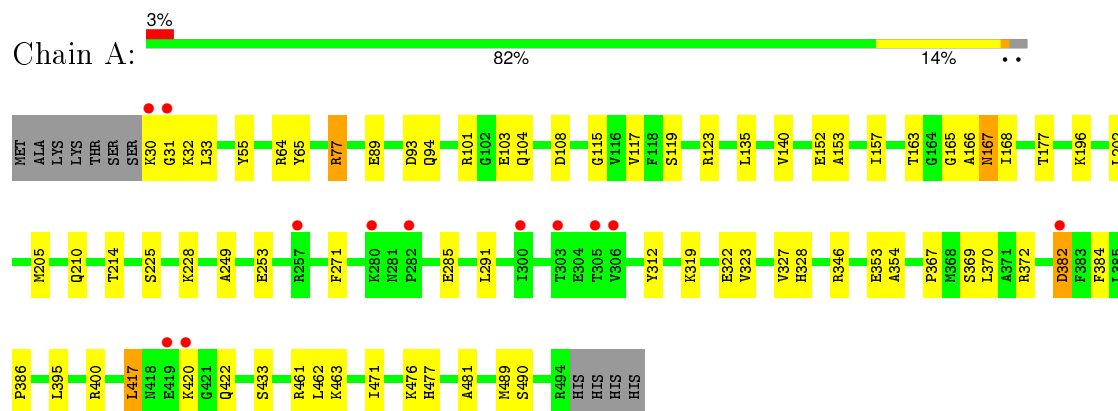 3%
Chain A:
82%
14%
MET ALA LYS LYS THR SER SER K30 G31 K32 L33 Y55 R64 Y65 R77 E89 D93 Q94 R101 G102 E103 Q104 D108 G115 V116 V117 F118 S119 R123 L135 V140 E152 A153 I157 T163 G164 G165 A166 N167 I168 T177 K196 L202
M205 Q210 T214 S225 K228 A249 E253 R257 F271 K280 N281 P282 E285 L291 I300 T303 E304 T305 V306 Y312 K319 E322 V323 V327 H328 R346 E353 A354 P367 M368 S369 L370 A371 R372 D382 F383 F384 L385
P386 L395 R400 L417 N418 E419 K420 G421 Q422 S433 R461 L462 K463 I471 K476 H477 A481 M489 S490 R494 HIS HIS HIS HIS